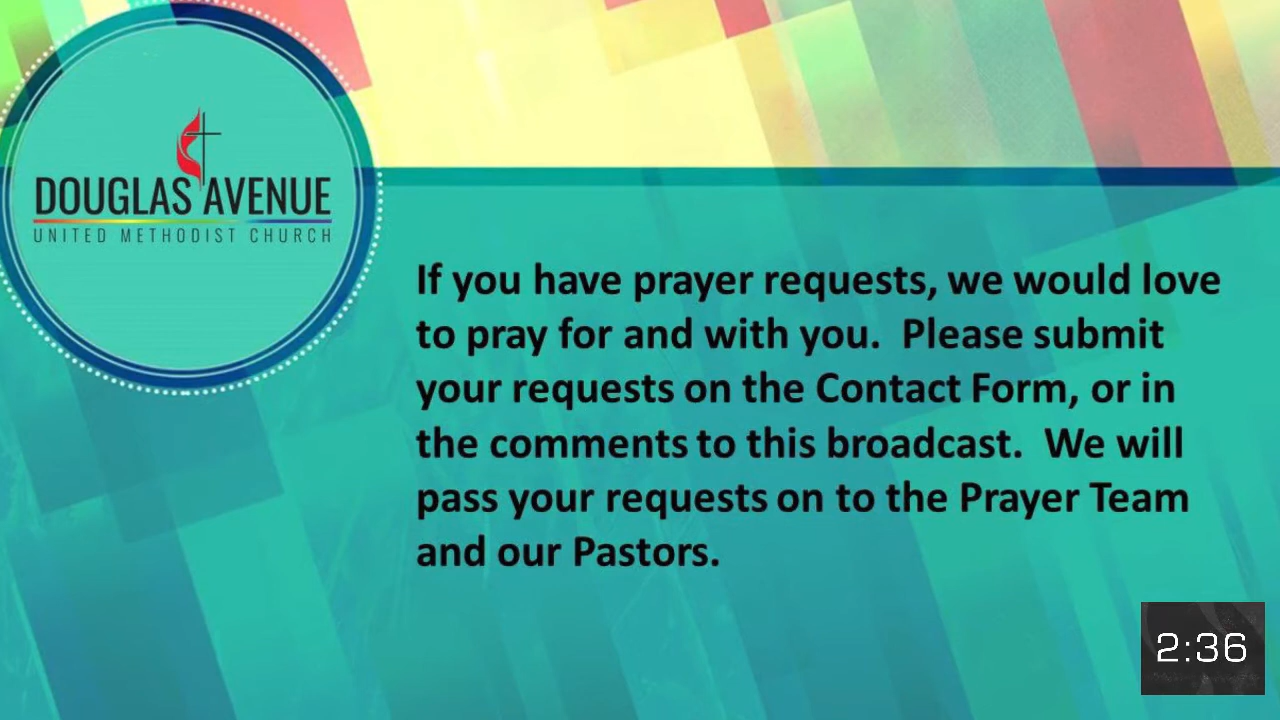 DOUGLAS AVENUE
UNITED METHODIST CHURCH
If you have prayer requests, we would love
to pray for and with you.  Please submit
your requests on the Contact Form, or in
the comments to this broadcast.  We will
pass your requests on to the Prayer Team
and our Pastors.
2:36